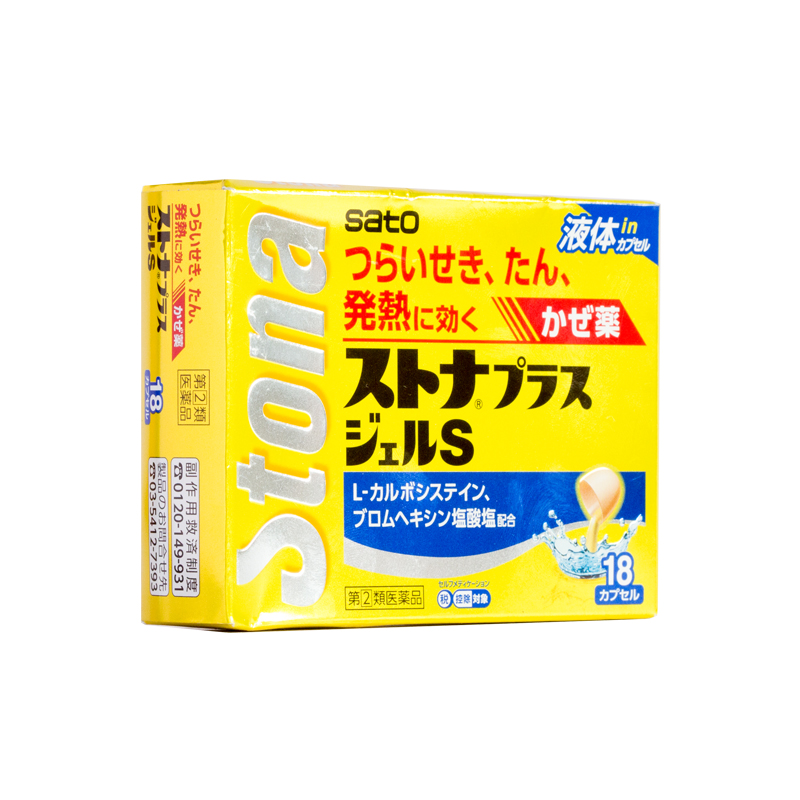 sato
液体inカプセル
つらいせき、たん、
発熱に効く
かぜ薬
Stona
ストナ®プラス
ジェルS
L-カルボシステイン、
ブロムヘキシン塩酸塩配合
指定第②類医薬品
セルフメディケーション
税 控除 対象
18
カプセル
つらいせき、たん、
発熱に効く
かぜ薬
ストナ®プラス
ジェルS
第②類
医薬品
18
カプセル
副作用救済制度
☎0120-149-931
製品のお問合せ先
☎03-5412-7393